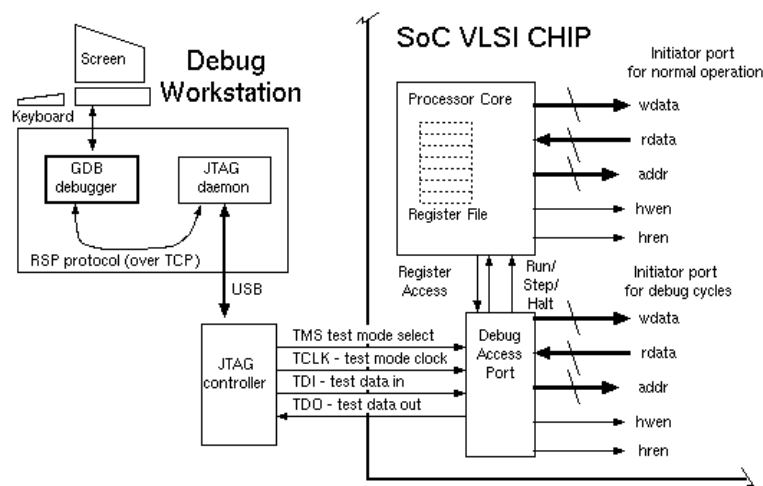 Screen
Debug
Workstation
Keyboard
GDB
debugger
JTAG
daemon
RSP protocol (over TCP)
USB
JTAG
controller
TMS test mode select
TCLK - test mode clock
TDI - test data in
TDO - test data out
SoC VLSI CHIP
Processor Core
Register File
Initiator port
for normal operation
wdata
rdata
addr
hwen
hren
Register
Access
Run/
Step/
Halt
Debug
Access
Port
Initiator port
for debug cycles
wdata
rdata
addr
hwen
hren